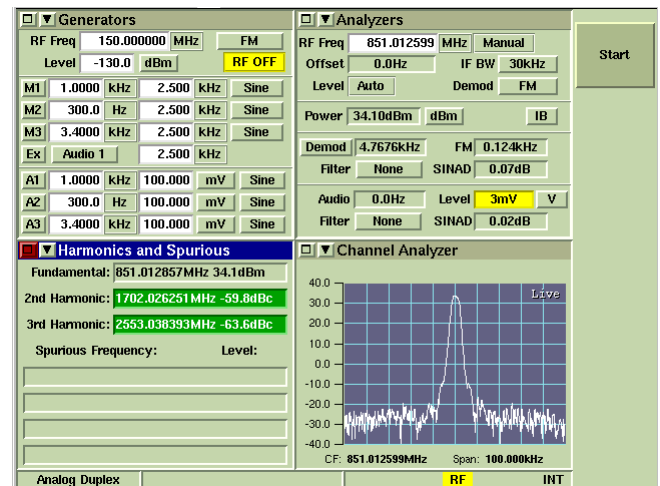 Generators
RF Freq 150.000000 MHz FM
Level -130.0 dBm RF OFF
M1 1.0000 kHz 2.500 kHz Sine
M2 300.0 Hz 2.500 kHz Sine
M3 3.4000 kHz 2.500 kHz Sine
Ex Audio 1 2.500 kHz
A1 1.0000 kHz 100.000 mV Sine
A2 300.0 Hz 100.000 mV Sine
A3 3.4000 kHz 100.000 mV Sine
Analyzers
RF Freq 851.012599 MHz Manual
Offset 0.0Hz IF BW 30kHz
Level Auto Demod FM
Power 34.10dBm dBm IB
Demod 4.7676kHz FM 0.124kHz
Filter None SINAD 0.07dB
Audio 0.0Hz Level 3mV V
Filter None SINAD 0.02dB
Start
Harmonics and Spurious
Fundamental: 851.012857MHz 34.1dBm
2nd Harmonic: 1702.026251MHz -59.8dBc
3rd Harmonic: 2553.038393MHz -63.6dBc
Spurious Frequency: Level:
Channel Analyzer
Live
40.0
30.0
20.0
10.0
0.0
-10.0
-20.0
-30.0
-40.0
CF: 851.012599MHz Span: 100.000kHz
Analog Duplex RF INT